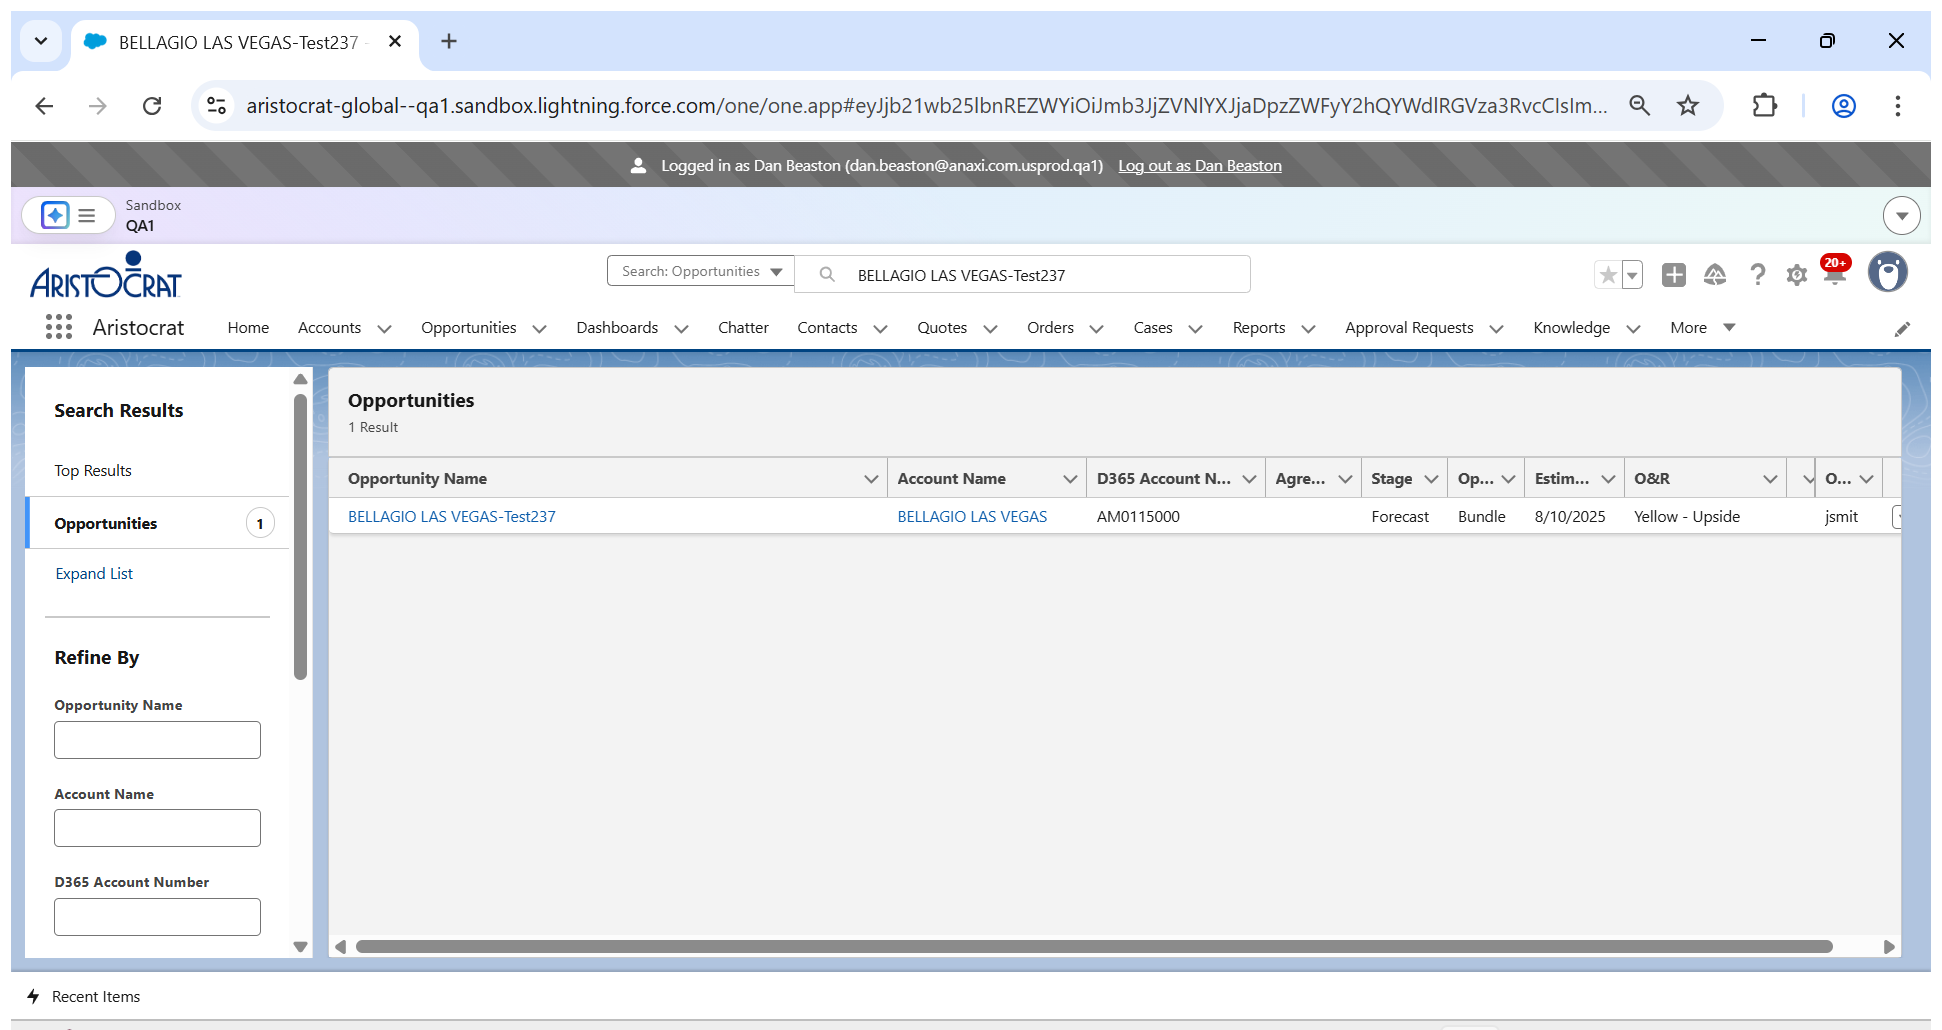 BELLAGIO LAS VEGAS-Test237 -
aristocrat-global--qa1.sandbox.lightning.force.com/one/one.app#eyJjb21wb25lbnREZWYiOiJmb3JjZVNlYXJjaDpzZWFyY2hQYWdlRGVza3RvcCIsIm...
Logged in as Dan Beaston (dan.beaston@anaxi.com.usprod.qa1) Log out as Dan Beaston
Sandbox
QA1
ARISTOCRAT
Search: Opportunities
BELLAGIO LAS VEGAS-Test237
20+
Aristocrat Home Accounts Opportunities Dashboards Chatter Contacts Quotes Orders Cases Reports Approval Requests Knowledge More
Search Results
Top Results
Opportunities 1
Expand List
Refine By
Opportunity Name
Account Name
D365 Account Number
Opportunities
1 Result
Opportunity Name Account Name D365 Account N... Agre... Stage Op... Estim... O&R O...
BELLAGIO LAS VEGAS-Test237 BELLAGIO LAS VEGAS AM0115000 Forecast Bundle 8/10/2025 Yellow - Upside jsmit
Recent Items